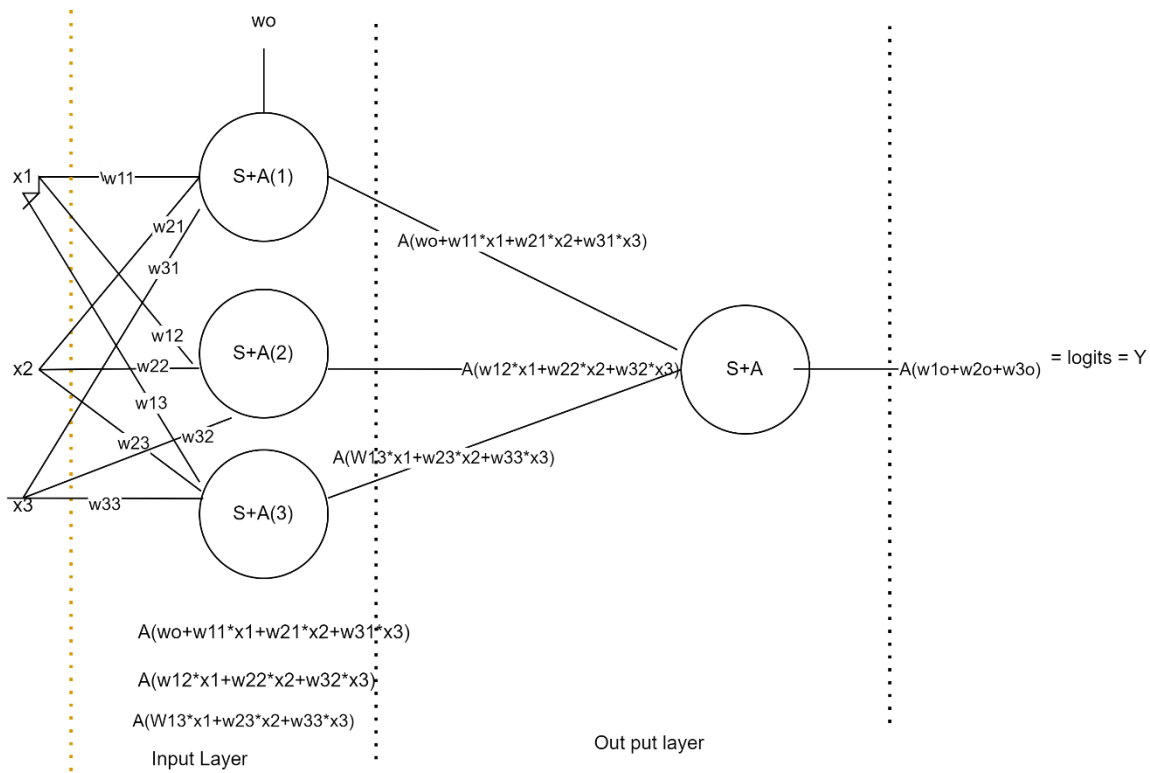 wo
x1
w11
S+A(1)
w21
A(wo+w11*x1+w21*x2+w31*x3)
w31
w12
S+A(2)
x2
w22
A(w12*x1+w22*x2+w32*x3)
S+A
A(w1o+w2o+w3o)
= logits = Y
w13
w32
w23
A(W13*x1+w23*x2+w33*x3)
x3
w33
S+A(3)
A(wo+w11*x1+w21*x2+w31*x3)
A(w12*x1+w22*x2+w32*x3)
A(W13*x1+w23*x2+w33*x3)
Input Layer
Out put layer